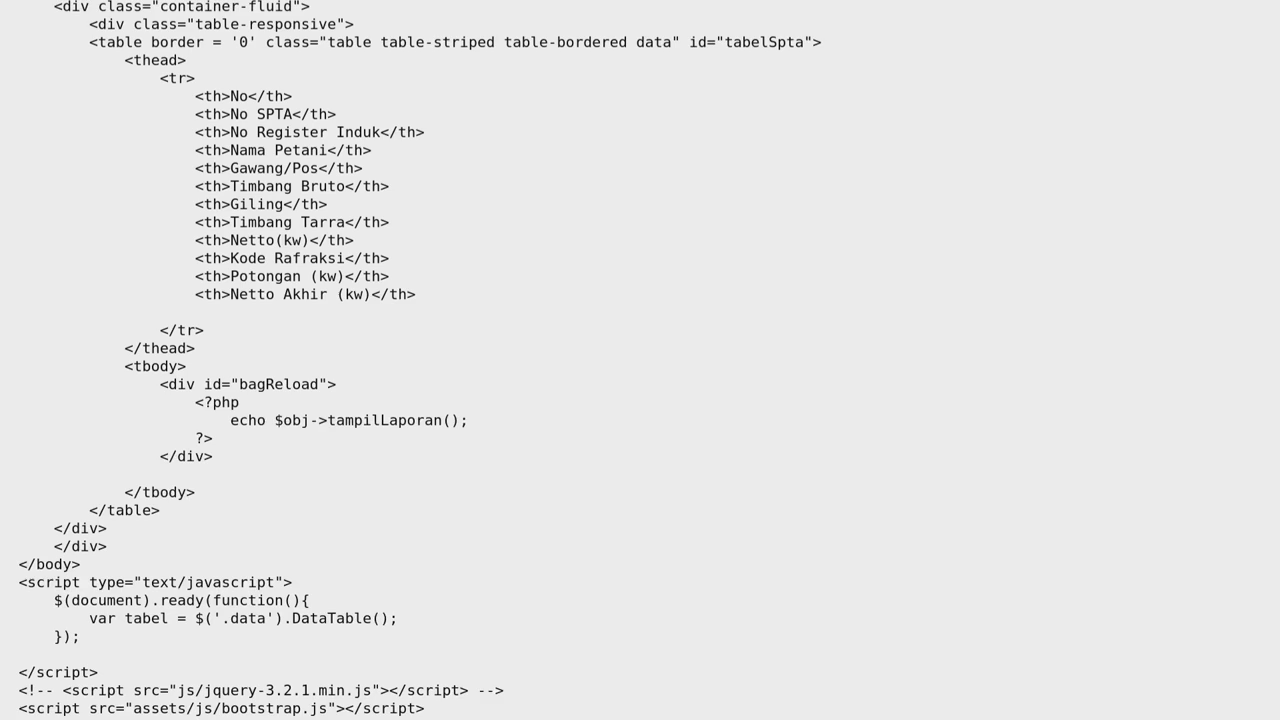 <div class="container-fluid">
<div class="table-responsive">
<table border = '0' class="table table-striped table-bordered data" id="tabelSpta">
<thead>
<tr>
<th>No</th>
<th>No SPTA</th>
<th>No Register Induk</th>
<th>Nama Petani</th>
<th>Gawang/Pos</th>
<th>Timbang Bruto</th>
<th>Giling</th>
<th>Timbang Tarra</th>
<th>Netto(kw)</th>
<th>Kode Rafraksi</th>
<th>Potongan (kw)</th>
<th>Netto Akhir (kw)</th>
</tr>
</thead>
<tbody>
<div id="bagReload">
<?php
echo $obj->tampilLaporan();
?>
</div>
</tbody>
</table>
</div>
</div>
</body>
<script type="text/javascript">
$(document).ready(function(){
var tabel = $('.data').DataTable();
});
</script>
<!-- <script src="js/jquery-3.2.1.min.js"></script> -->
<script src="assets/js/bootstrap.js"></script>